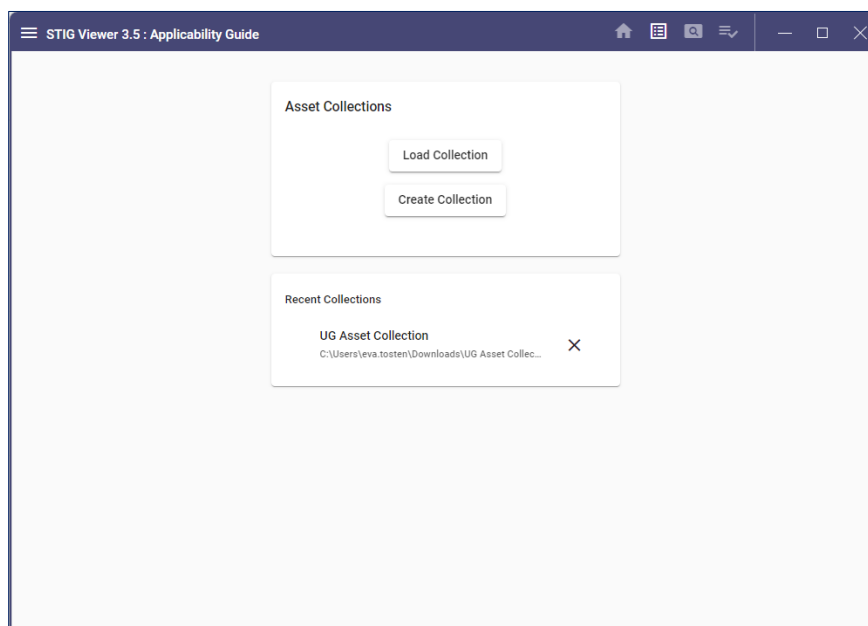 STIG Viewer 3.5 : Applicability Guide
Asset Collections
Load Collection
Create Collection
Recent Collections
UG Asset Collection
C:\Users\eva.tosten\Downloads\UG Asset Collec...